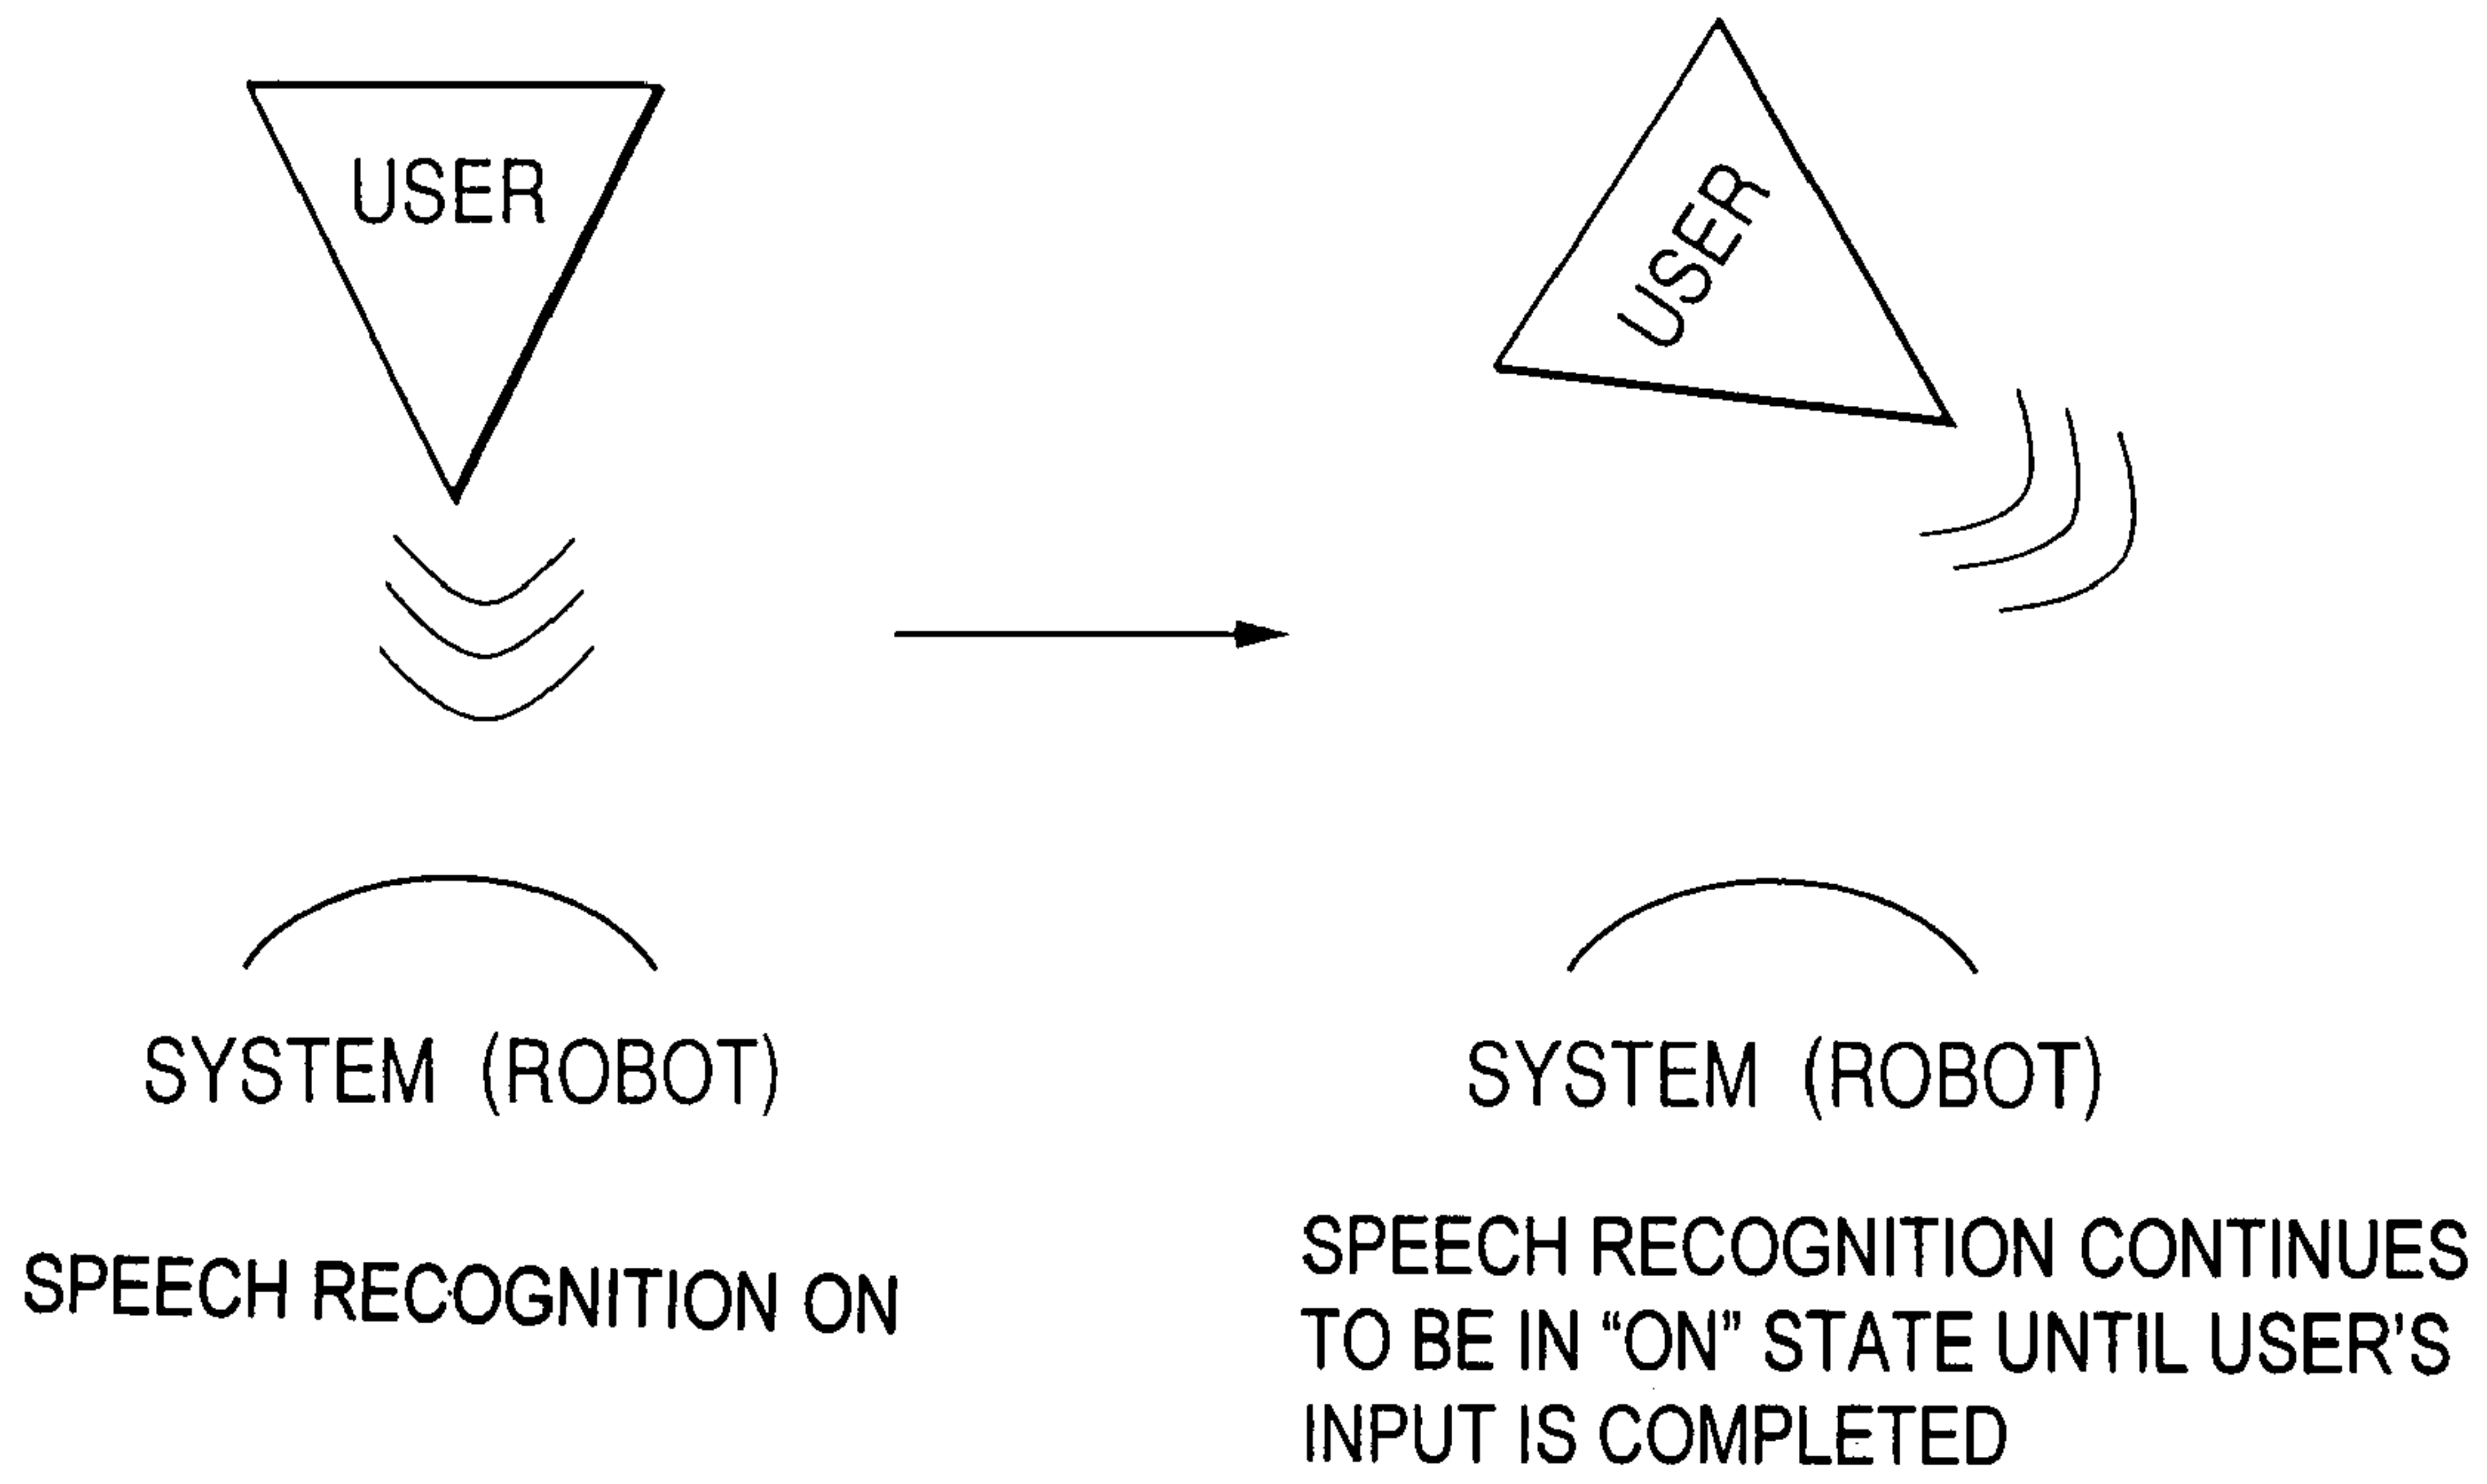 USER
SYSTEM (ROBOT)
SPEECH RECOGNITION ON
USER
SYSTEM (ROBOT)
SPEECH RECOGNITION CONTINUES
TO BE IN “ON” STATE UNTIL USER’S
INPUT IS COMPLETED